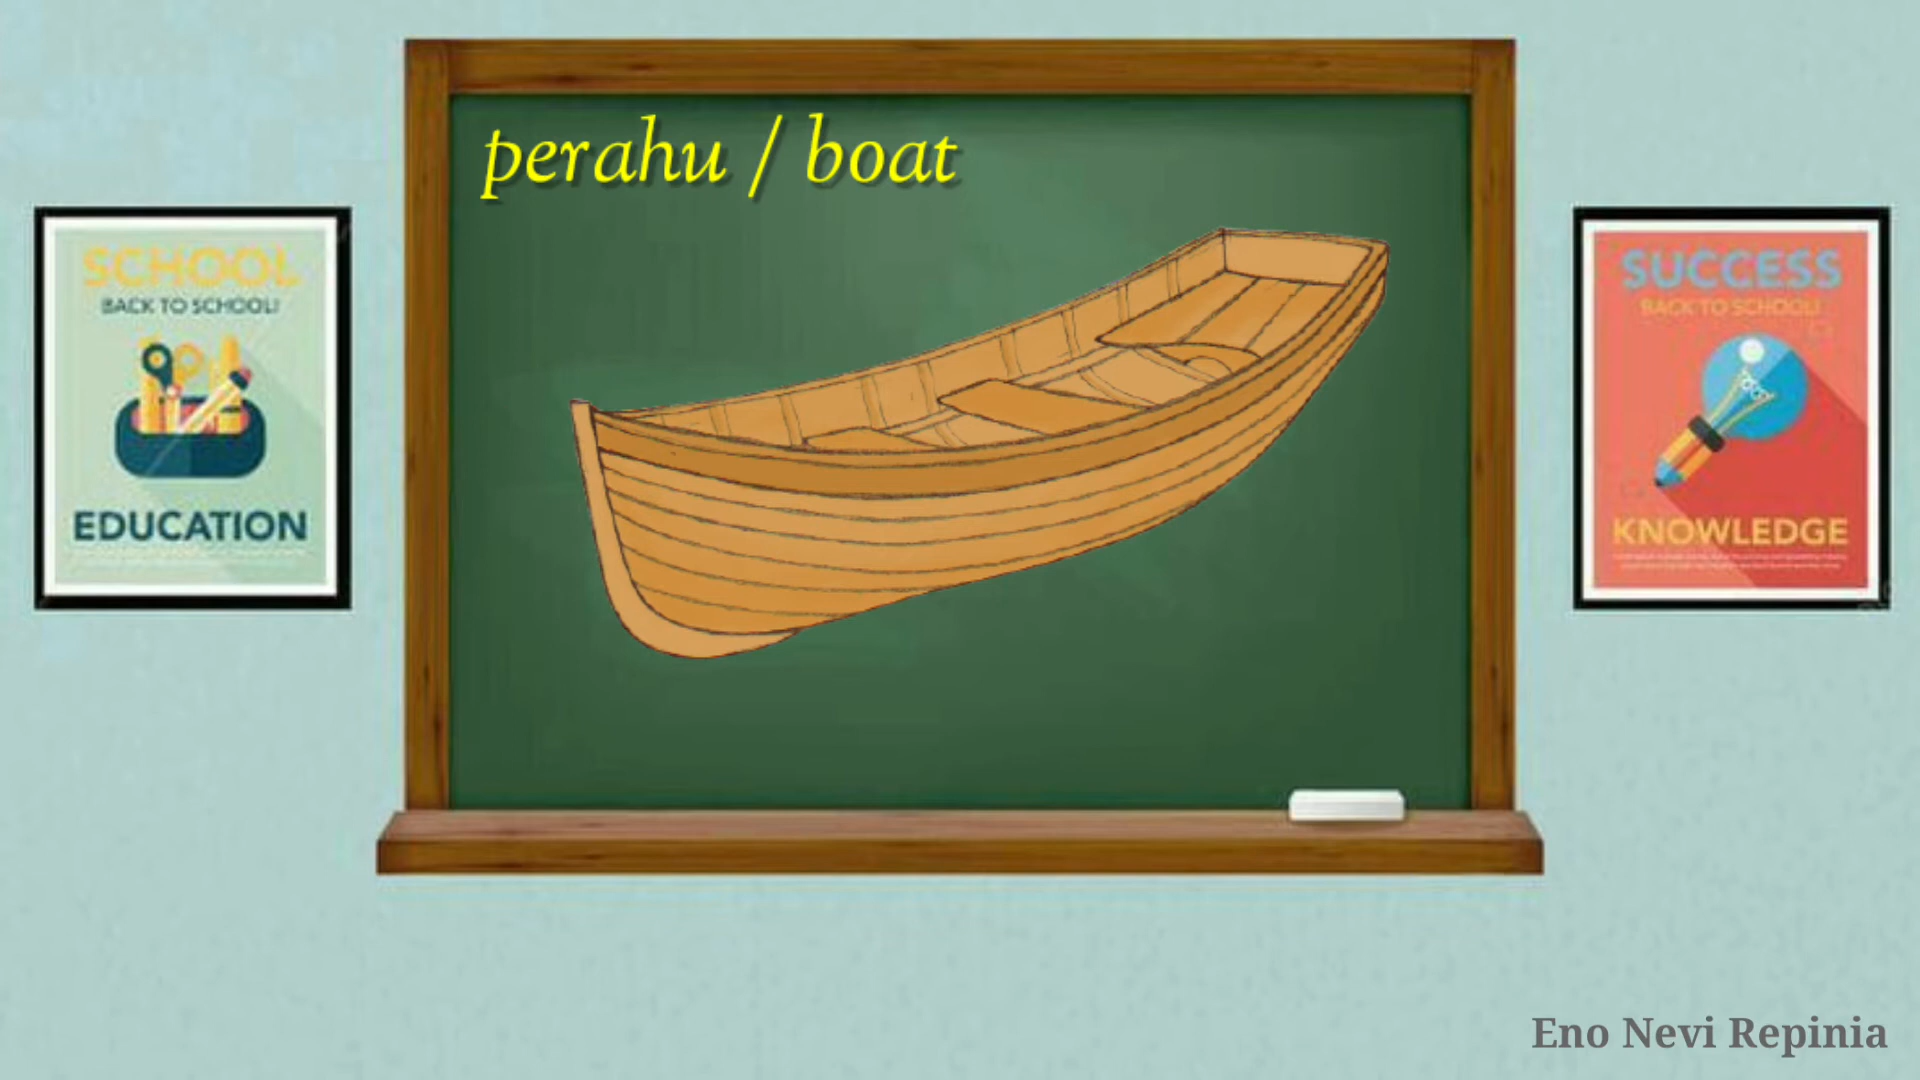 perahu / boat
SCHOOL
BACK TO SCHOOL!
EDUCATION
SUCCESS
BACK TO SCHOOL!
KNOWLEDGE
Eno Nevi Repinia